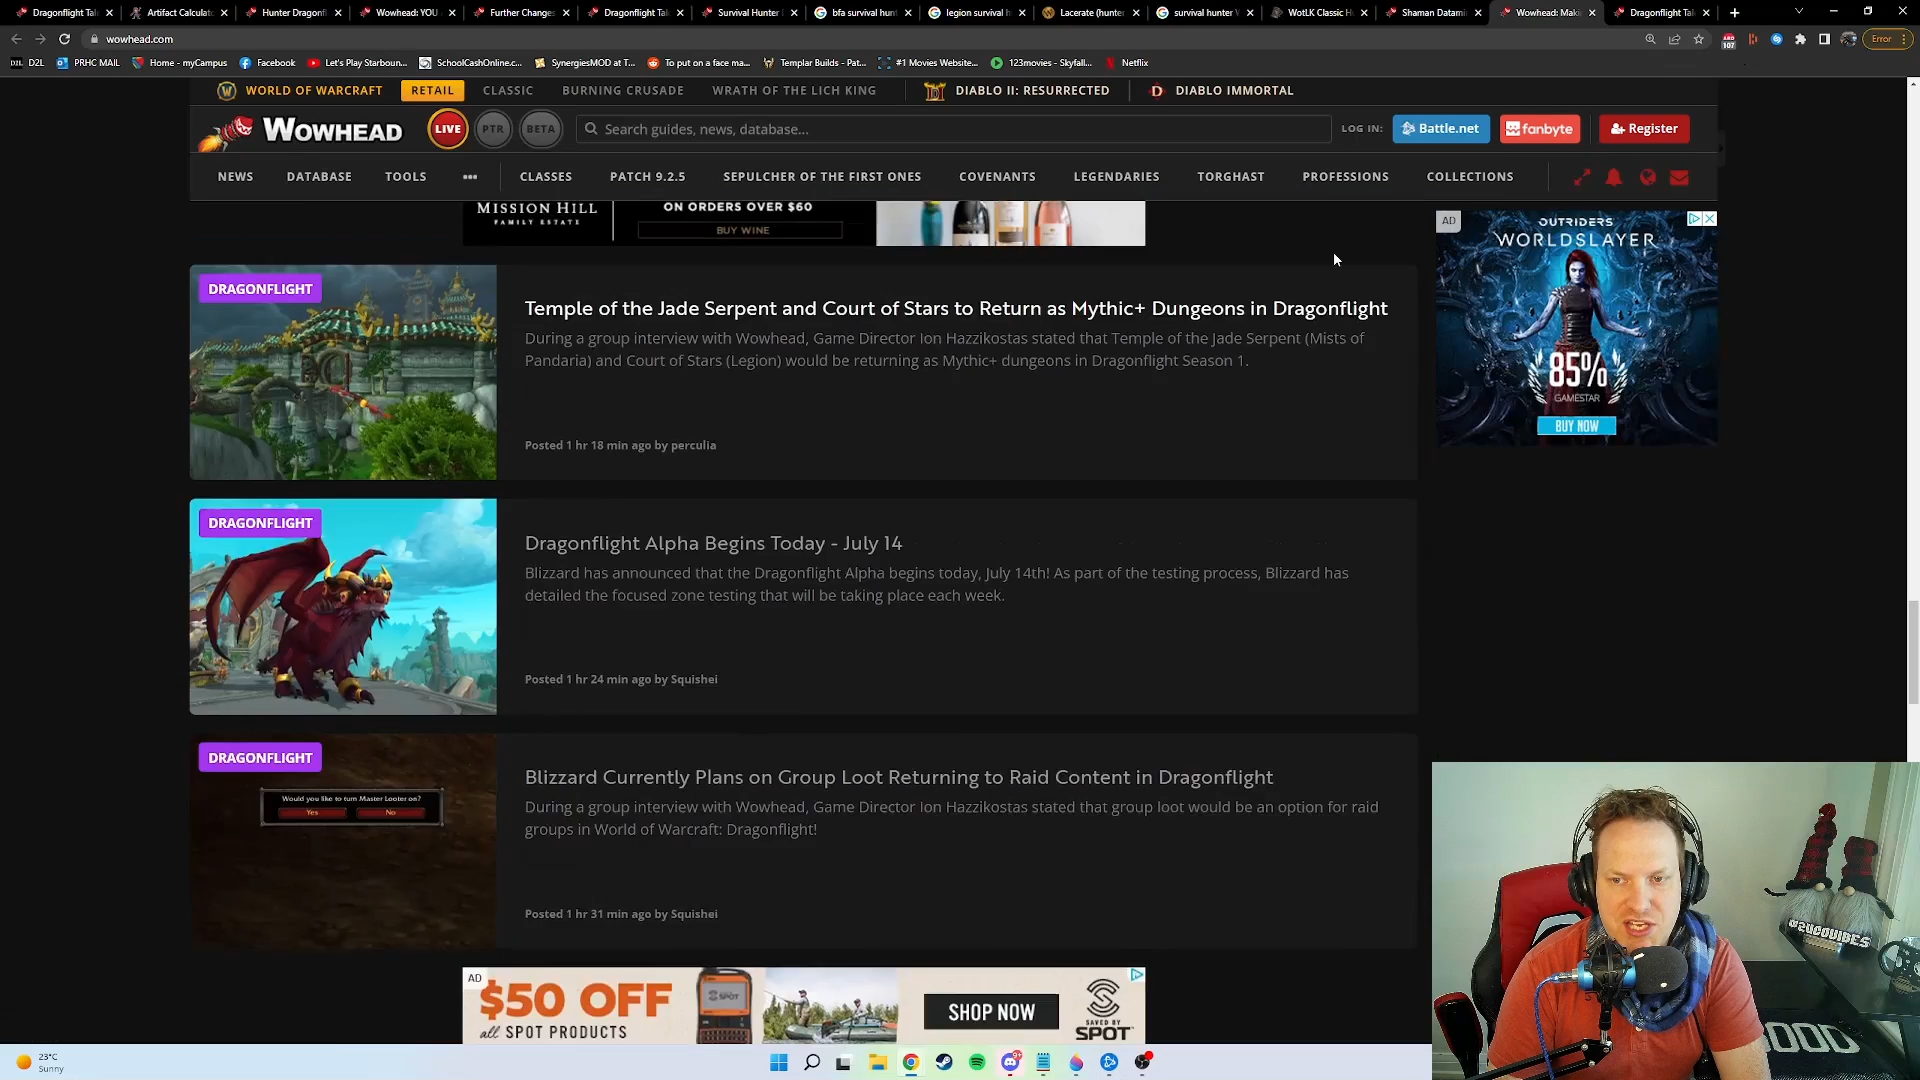 Dragonflight Tal
Artifact Calculat
Hunter Dragonfl
Wowhead: YOU
Further Change
Dragonflight Tal
Survival Hunter
bfa survival hun
legion survival h
Lacerate (hunter
survival hunter
WotLK Classic H
Shaman Datami
Wowhead: Maki
Dragonflight Tal
wowhead.com
107
Error
D2L
PRHC MAIL
Home - myCampus
Facebook
Let's Play Starboun...
SchoolCashOnline.c...
SynergiesMOD at T...
To put on a face ma...
Templar Builds - Pat...
#1 Movies Website...
123movies - Skyfall...
Netflix
WORLD OF WARCRAFT
RETAIL
CLASSIC
BURNING CRUSADE
WRATH OF THE LICH KING
DIABLO II: RESURRECTED
DIABLO IMMORTAL
WOWHEAD
LIVE
PTR
BETA
Search guides, news, database...
LOG IN:
Battle.net
fanbyte
Register
NEWS
DATABASE
TOOLS
•••
CLASSES
PATCH 9.2.5
SEPULCHER OF THE FIRST ONES
COVENANTS
LEGENDARIES
TORGHAST
PROFESSIONS
COLLECTIONS
MISSION HILL
FAMILY ESTATE
ON ORDERS OVER $60
BUY WINE
AD
OUTRIDERS
WORLDSLAYER
85%
GAMESTAR
BUY NOW
DRAGONFLIGHT
Temple of the Jade Serpent and Court of Stars to Return as Mythic+ Dungeons in Dragonflight
During a group interview with Wowhead, Game Director Ion Hazzikostas stated that Temple of the Jade Serpent (Mists of
Pandaria) and Court of Stars (Legion) would be returning as Mythic+ dungeons in Dragonflight Season 1.
Posted 1 hr 18 min ago by perculia
DRAGONFLIGHT
Dragonflight Alpha Begins Today - July 14
Blizzard has announced that the Dragonflight Alpha begins today, July 14th! As part of the testing process, Blizzard has
detailed the focused zone testing that will be taking place each week.
Posted 1 hr 24 min ago by Squishei
DRAGONFLIGHT
Would you like to turn Master Looter on?
Yes
No
Blizzard Currently Plans on Group Loot Returning to Raid Content in Dragonflight
During a group interview with Wowhead, Game Director Ion Hazzikostas stated that group loot would be an option for raid
groups in World of Warcraft: Dragonflight!
Posted 1 hr 31 min ago by Squishei
AD
$50 OFF
all SPOT PRODUCTS
SHOP NOW
SAVED BY
SPOT
23°C
Sunny